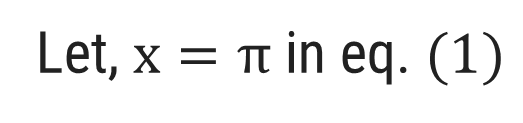 Let, x = π in eq. (1)